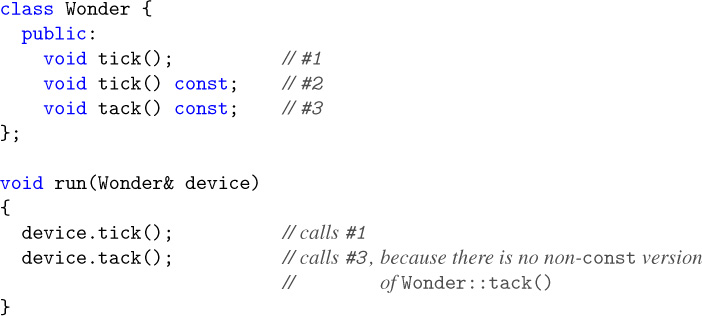 class Wonder {
  public:
    void tick();           // #1
    void tick() const;     // #2
    void tack() const;     // #3
};

void run(Wonder& device)
{
  device.tick();           // calls #1
  device.tack();           // calls #3, because there is no non-const version
                           //          of Wonder::tack()
}